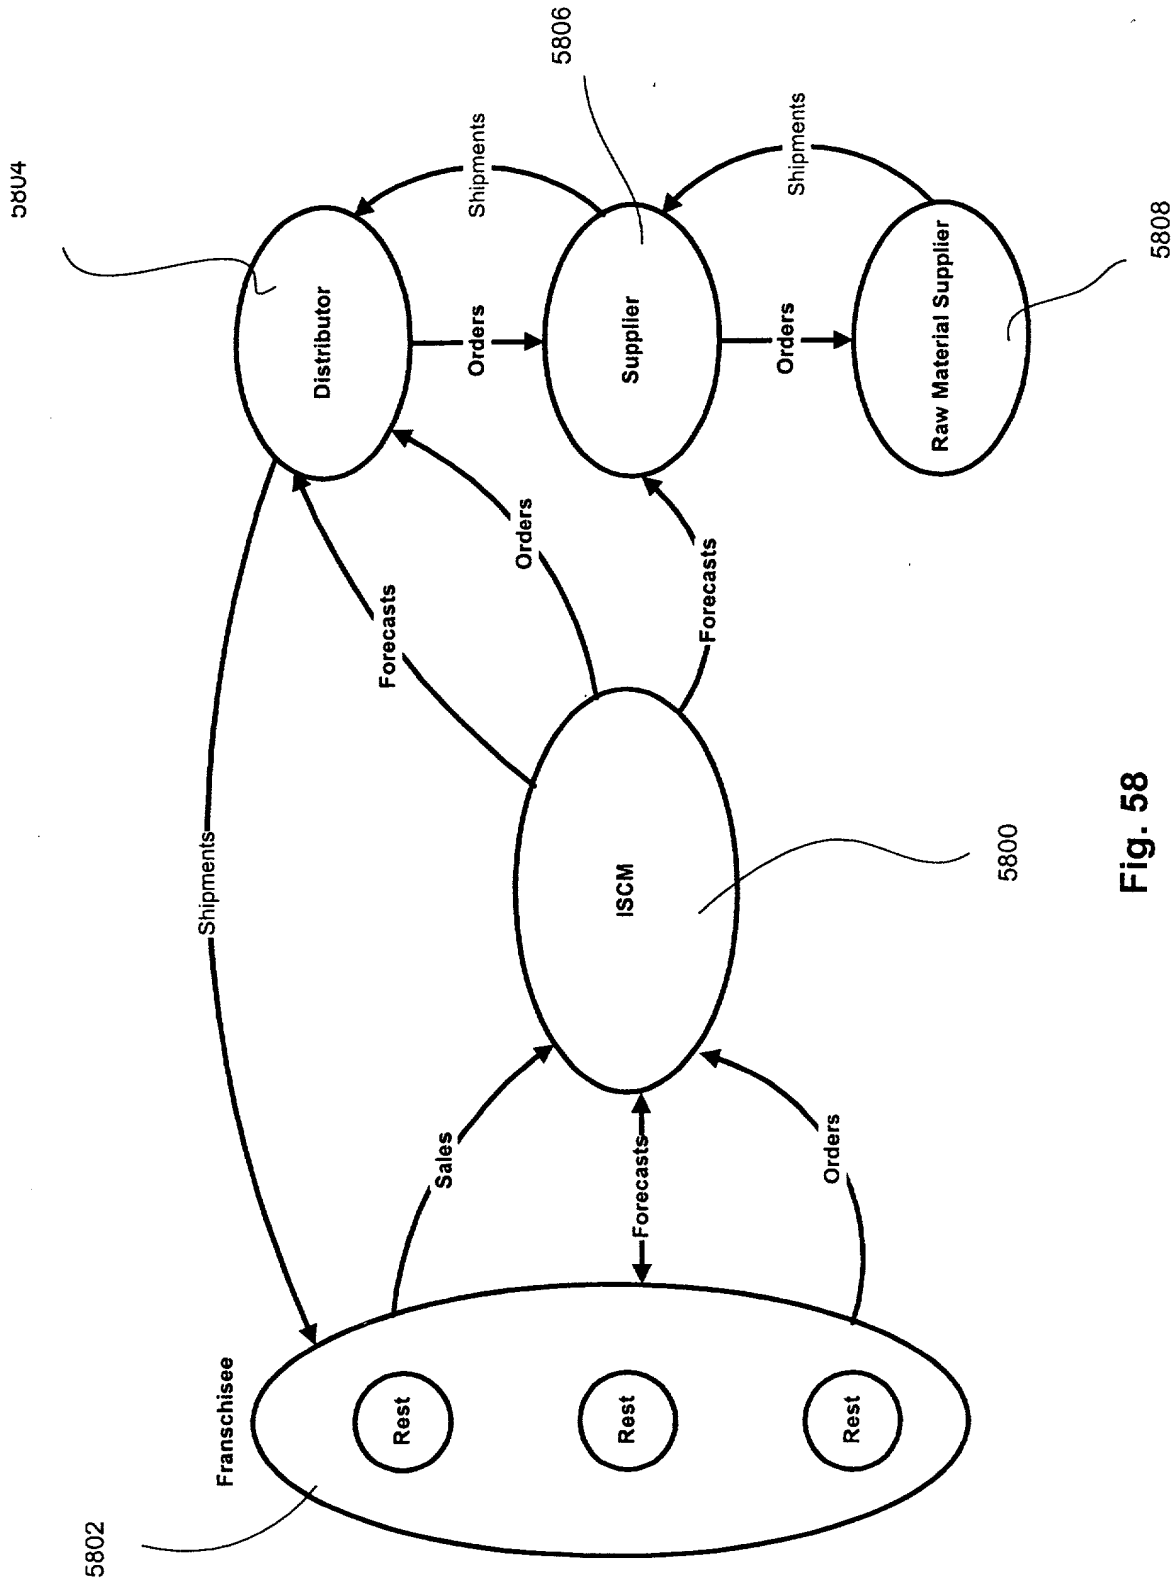 5804
5802
Shipments
Franschisee
Distributor
Forecasts
Rest
Sales
Orders
Shipments
Orders
5806
Rest
ISCM
Supplier
Forecasts
Forecasts
Orders
Shipments
Orders
Rest
Raw Material Supplier
5800
5808
Fig. 58